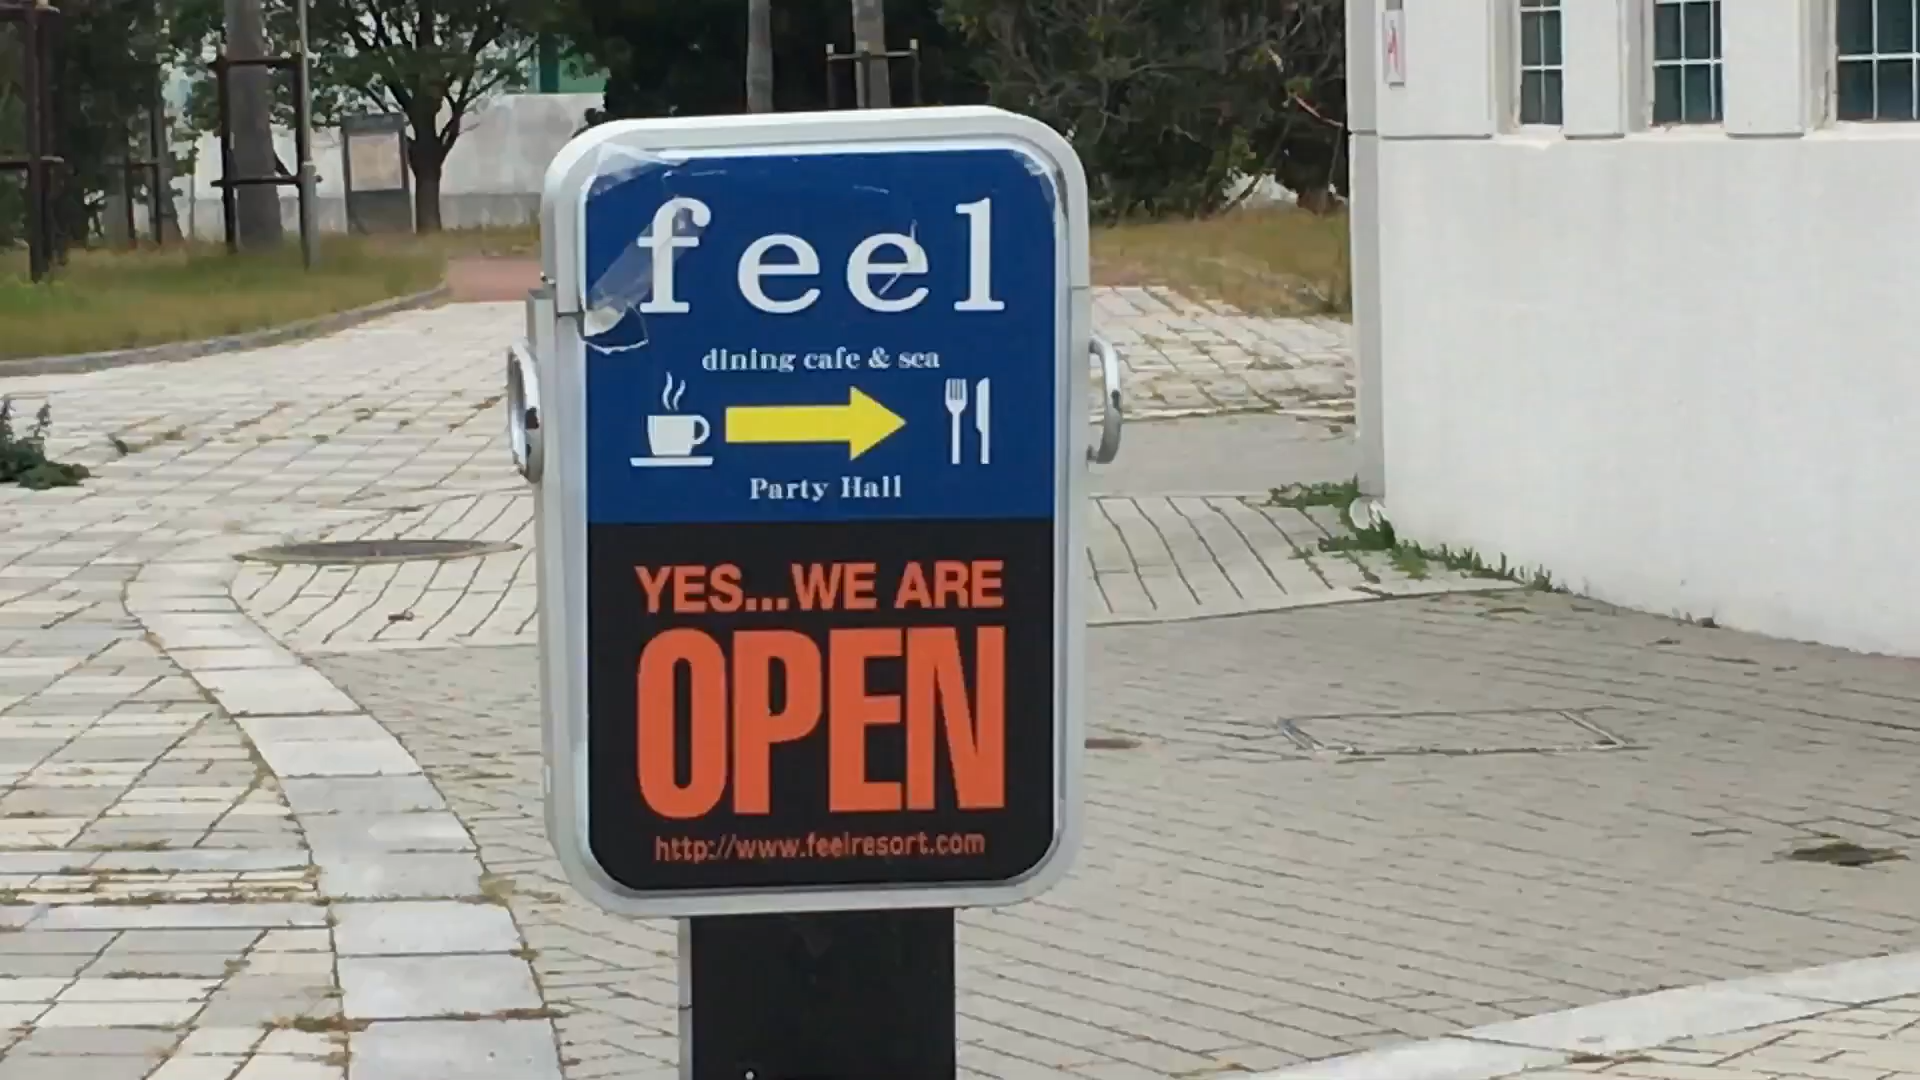 feel
dining cafe & sea
Party Hall
YES...WE ARE
OPEN
http://www.feelresort.com